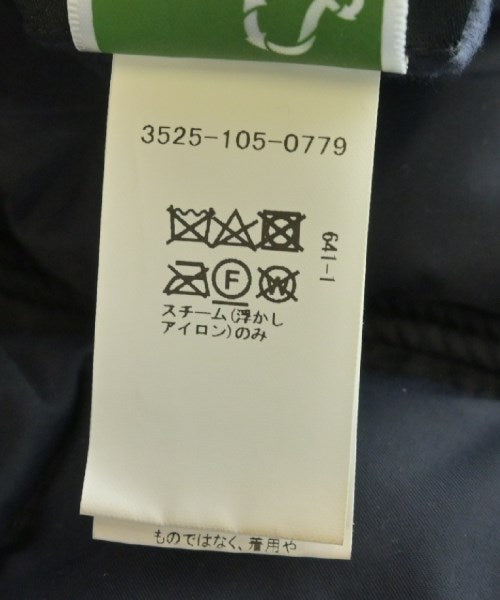 3525-105-0779
641-1
F
W
スチーム(浮かし
アイロン)のみ
ものではなく、着用や